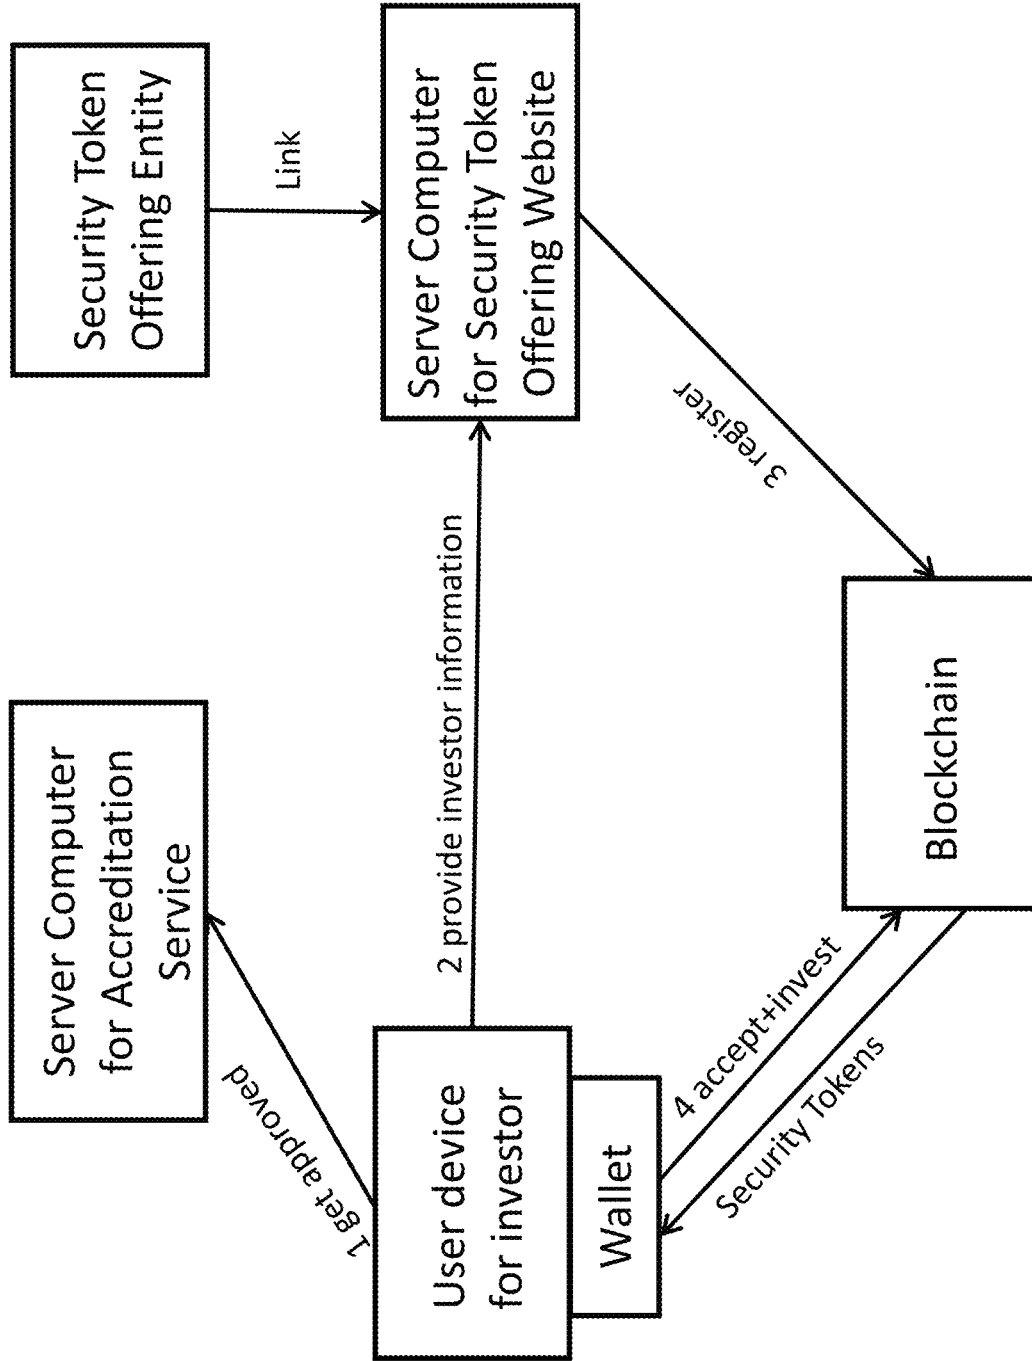 Server Computer
for Accreditation
Service
Security Token
Offering Entity
1 get approved
Link
User device
for investor
2 provide investor information
Server Computer
for Security Token
Offering Website
Wallet
4 accept+invest
Security Tokens
3 register
Blockchain